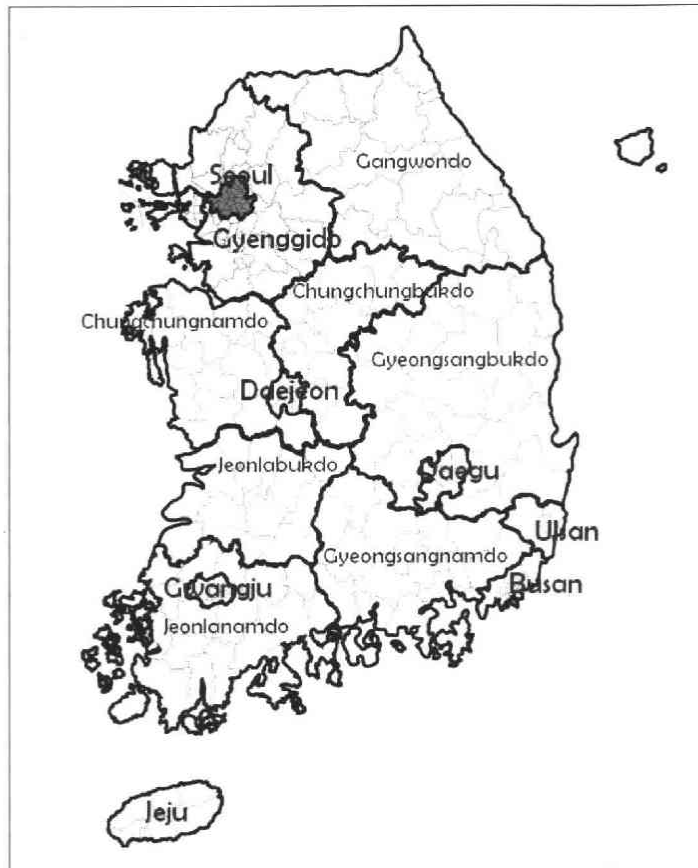 Gangwondo
Seoul
Gyenggido
Chungchungbukdo
Chungchungnamdo
Gyeongsangbukdo
Daejeon
Jeonlabukdo
Daegu
Ulsan
Gyeongsangnamdo
Busan
Gwangju
Jeonlanamdo
Jeju